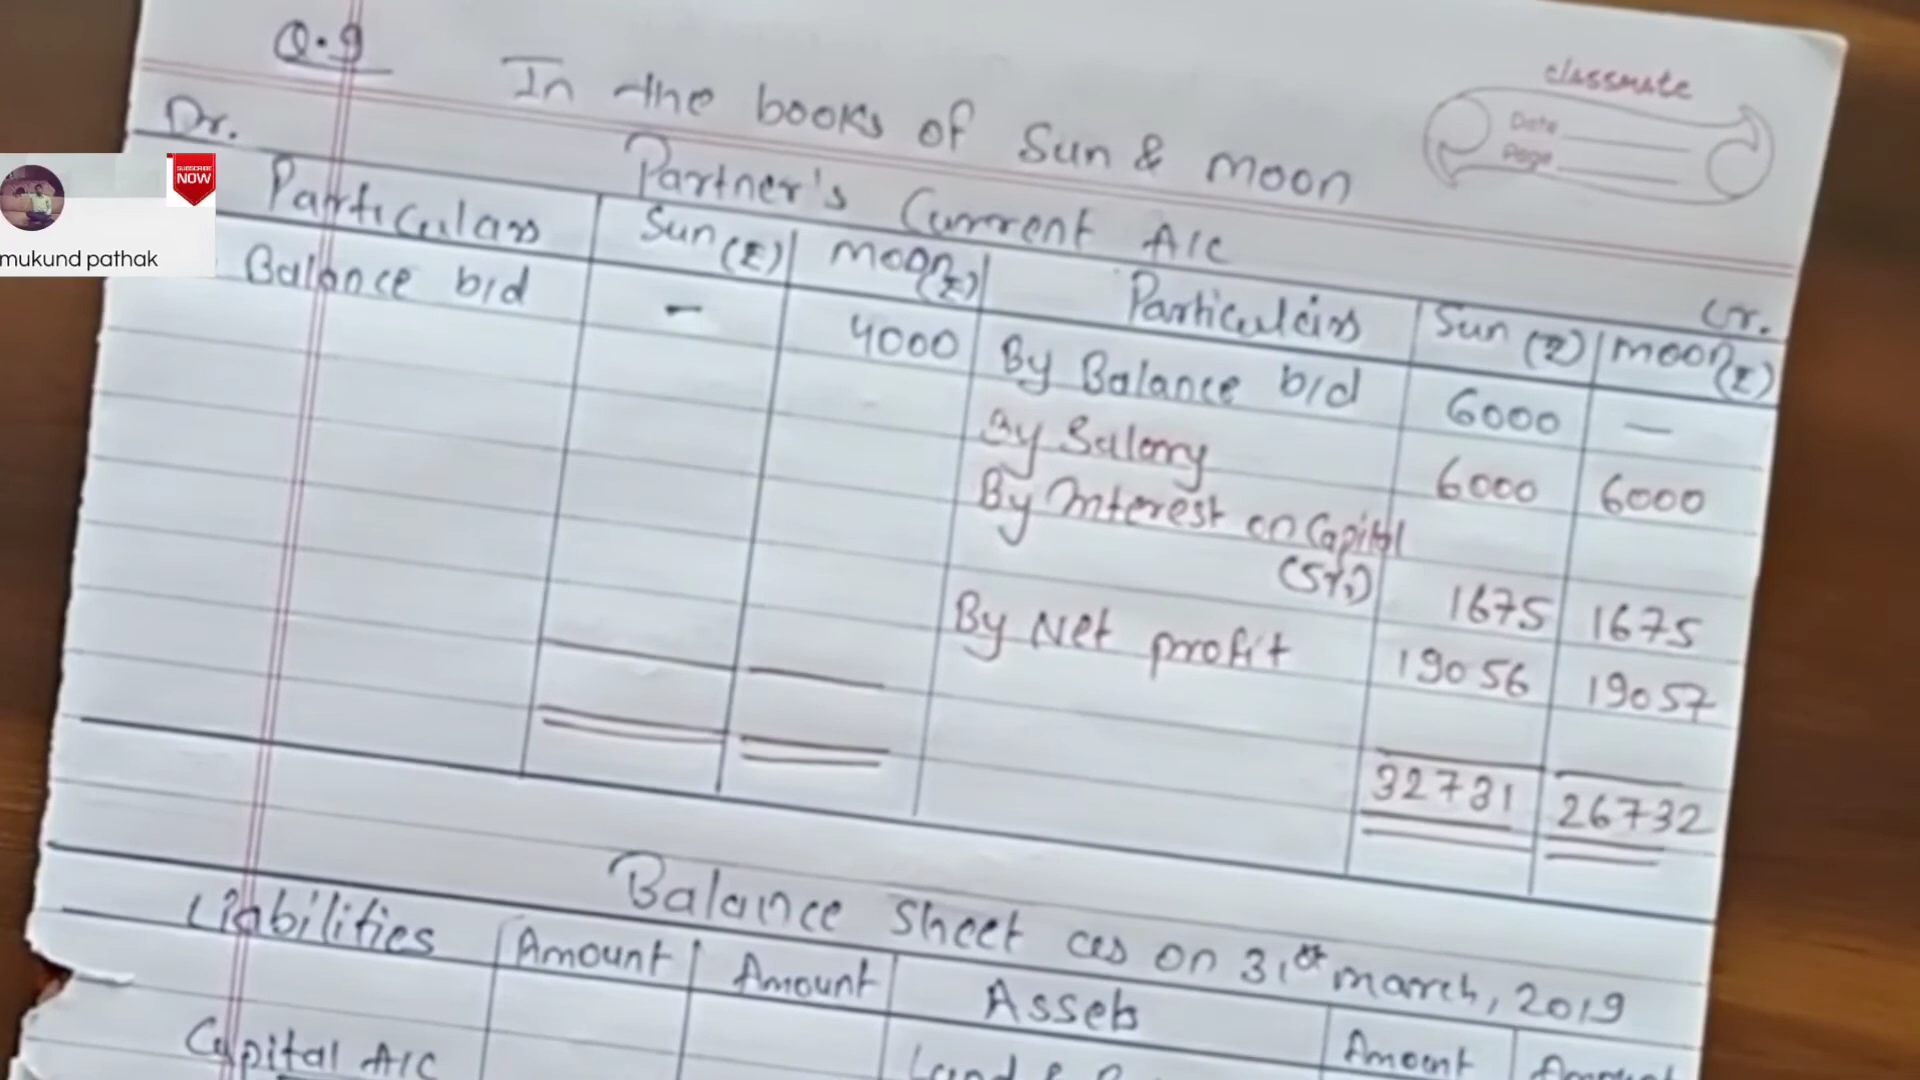 Q.9
classmate
In the books of Sun & moon
Date
Page
Dr. Partner's Current A/c Cr.
SUBSCRIBE NOW
mukund pathak
Particulars Sun (₹) moon (₹) Particulars Sun (₹) moon (₹)
Balance b/d - 4000 By Balance b/d 6000 —
By Salary 6000 6000
By Interest on Capital
(5%) 1675 1675
By Net profit 19056 19057
32731 26732
Balance sheet as on 31st march, 2019
Liabilities Amount Amount Assets Amount Amount
Capital A/C Land &